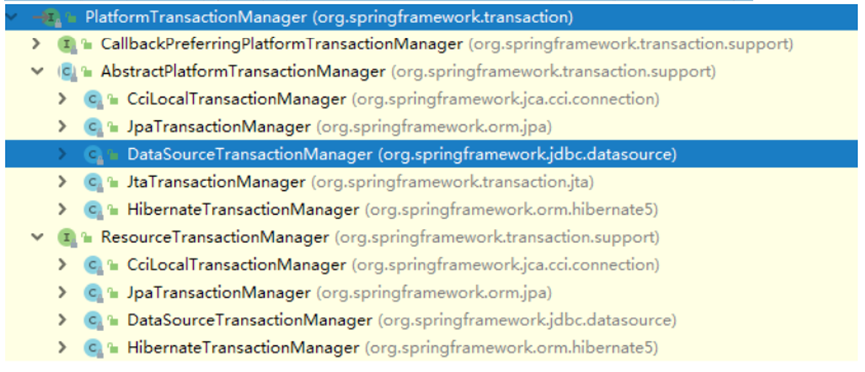 PlatformTransactionManager (org.springframework.transaction)
CallbackPreferringPlatformTransactionManager (org.springframework.transaction.support)
AbstractPlatformTransactionManager (org.springframework.transaction.support)
CciLocalTransactionManager (org.springframework.jca.cci.connection)
JpaTransactionManager (org.springframework.orm.jpa)
DataSourceTransactionManager (org.springframework.jdbc.datasource)
JtaTransactionManager (org.springframework.transaction.jta)
HibernateTransactionManager (org.springframework.orm.hibernate5)
ResourceTransactionManager (org.springframework.transaction.support)
CciLocalTransactionManager (org.springframework.jca.cci.connection)
JpaTransactionManager (org.springframework.orm.jpa)
DataSourceTransactionManager (org.springframework.jdbc.datasource)
HibernateTransactionManager (org.springframework.orm.hibernate5)